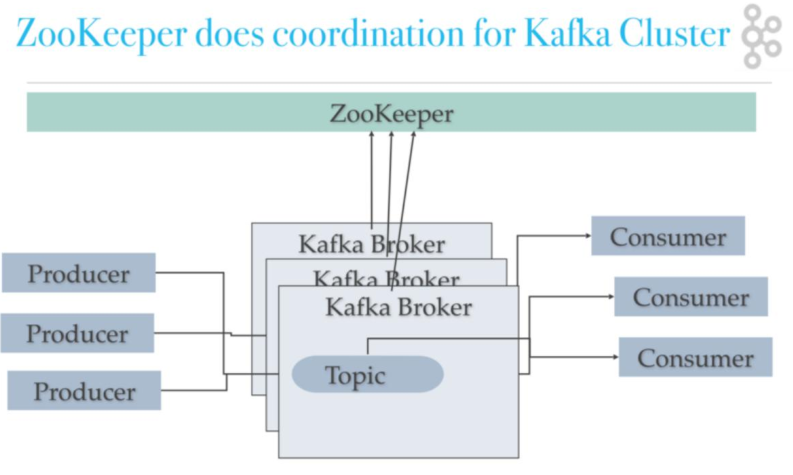 ZooKeeper does coordination for Kafka Cluster
ZooKeeper
Kafka Broker
Kafka Broker
Kafka Broker
Topic
Producer
Producer
Producer
Consumer
Consumer
Consumer